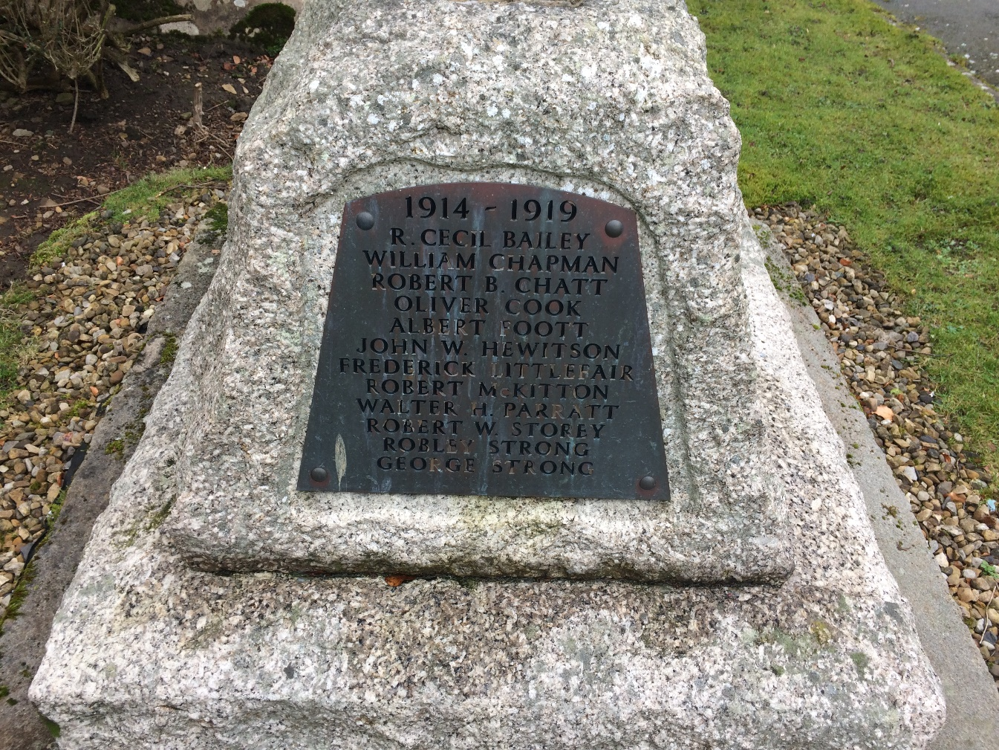 1914 - 1919
R. CECIL BAILEY
WILLIAM CHAPMAN
ROBERT B. CHATT
OLIVER COOK
ALBERT FOOTT
JOHN W. HEWITSON
FREDERICK LITTLEFAIR
ROBERT McKITTON
WALTER H. PARRATT
ROBERT W. STOREY
ROBLEY STRONG
GEORGE STRONG